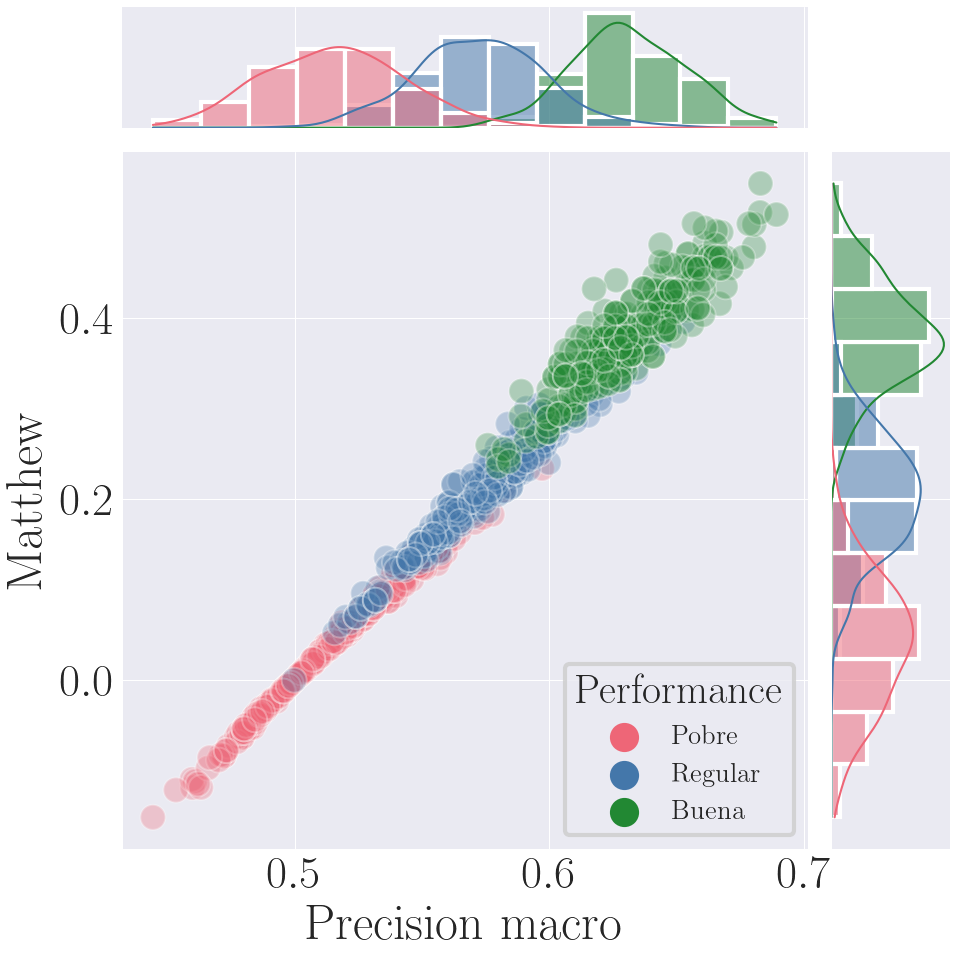 Matthew
0.4
0.2
0.0
Performance
Pobre
Regular
Buena
0.5
0.6
0.7
Precision macro